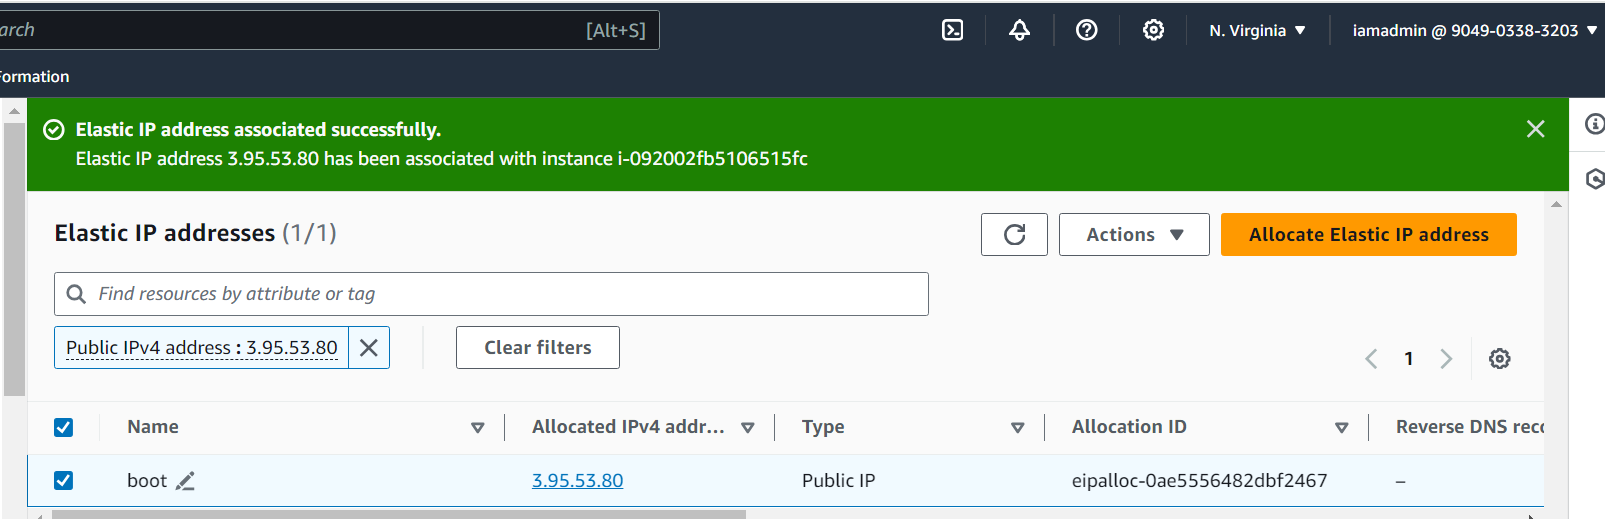 arch [Alt+S] N. Virginia iamadmin @ 9049-0338-3203
Formation
Elastic IP address associated successfully.
Elastic IP address 3.95.53.80 has been associated with instance i-092002fb5106515fc
Elastic IP addresses (1/1) Actions Allocate Elastic IP address
Find resources by attribute or tag
Public IPv4 address : 3.95.53.80 Clear filters
1
Name Allocated IPv4 addr... Type Allocation ID Reverse DNS rec
boot 3.95.53.80 Public IP eipalloc-0ae5556482dbf2467 –